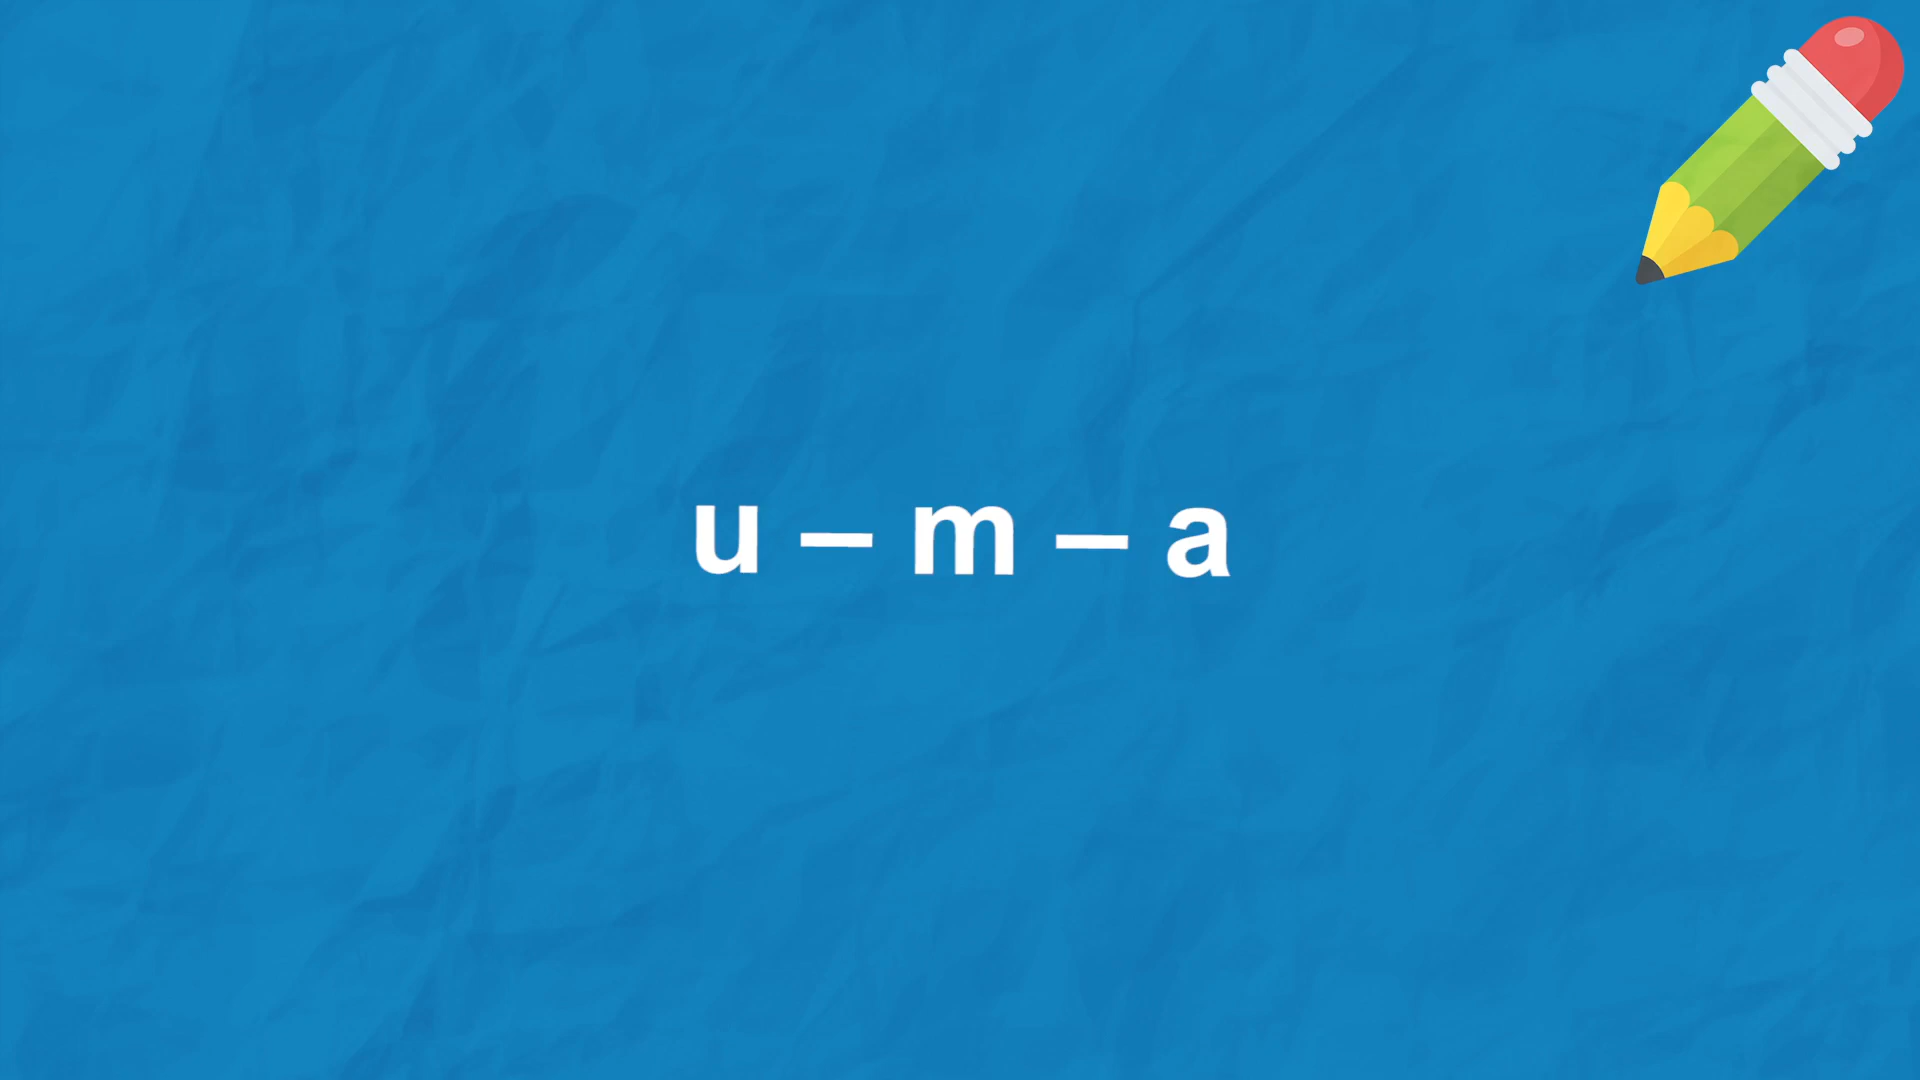 u – m – a